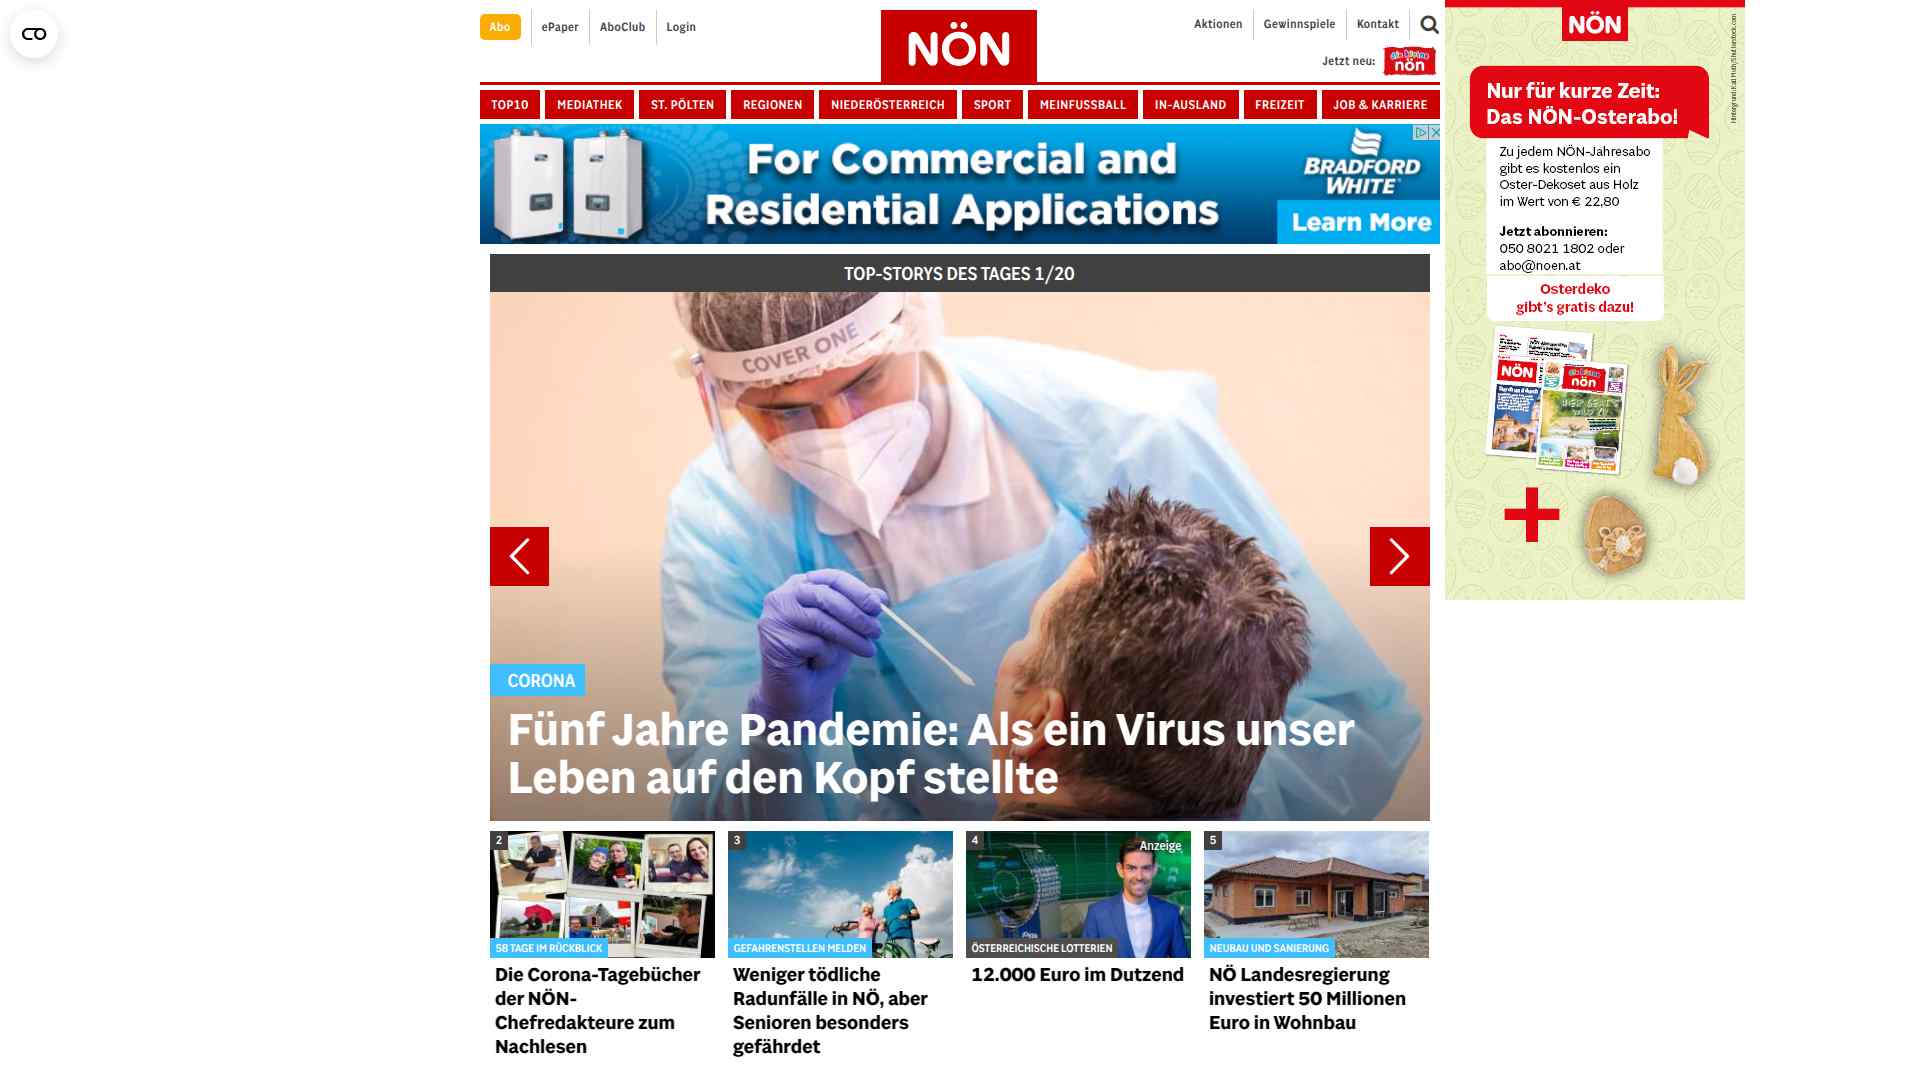 Abo
ePaper
AboClub
Login
NÖN
Aktionen
Gewinnspiele
Kontakt
Jetzt neu:
die kleine
nön
TOP10
MEDIATHEK
ST. PÖLTEN
REGIONEN
NIEDERÖSTERREICH
SPORT
MEINFUSSBALL
IN-AUSLAND
FREIZEIT
JOB & KARRIERE
For Commercial and
Residential Applications
BRADFORD
WHITE
Learn More
TOP-STORYS DES TAGES 1/20
COVER ONE
CORONA
Fünf Jahre Pandemie: Als ein Virus unser
Leben auf den Kopf stellte
2
58 TAGE IM RÜCKBLICK
Die Corona-Tagebücher
der NÖN-
Chefredakteure zum
Nachlesen
3
GEFAHRENSTELLEN MELDEN
Weniger tödliche
Radunfälle in NÖ, aber
Senioren besonders
gefährdet
4
Anzeige
ÖSTERREICHISCHE LOTTERIEN
12.000 Euro im Dutzend
5
NEUBAU UND SANIERUNG
NÖ Landesregierung
investiert 50 Millionen
Euro in Wohnbau
NÖN
Nur für kurze Zeit:
Das NÖN-Osterabo!
Zu jedem NÖN-Jahresabo
gibt es kostenlos ein
Oster-Dekoset aus Holz
im Wert von € 22,80
Jetzt abonnieren:
050 8021 1802 oder
abo@noen.at
Osterdeko
gibt's gratis dazu!
NÖN
die kleine
nön